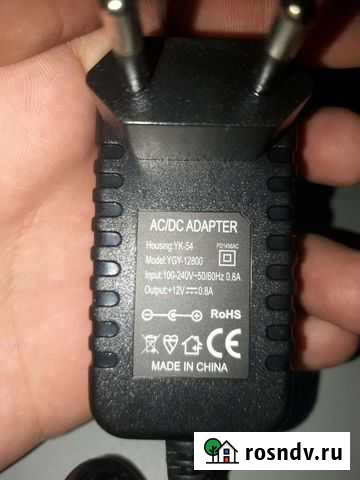 AC/DC ADAPTER
Housing:YK-54
Model:YGY-12800
Input:100-240V~50/60Hz 0.6A
Output:+12V 0.8A
RoHS
CE
MADE IN CHINA
rosndv.ru